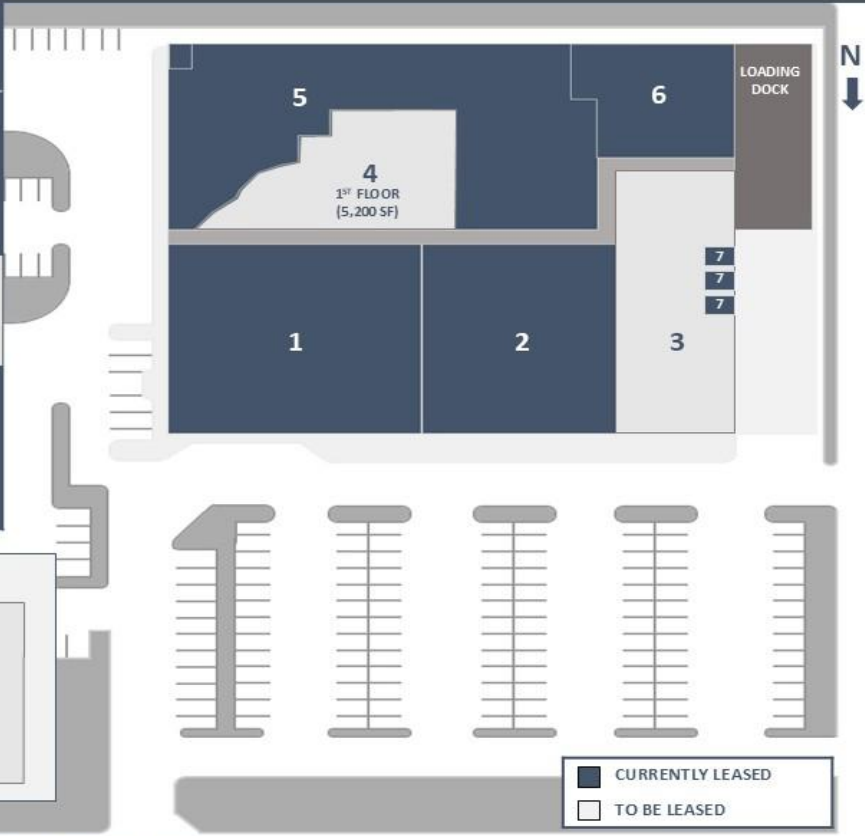 N
LOADING
DOCK
5
6
4
1ST FLOOR
(5,200 SF)
7
7
7
1
2
3
CURRENTLY LEASED
TO BE LEASED